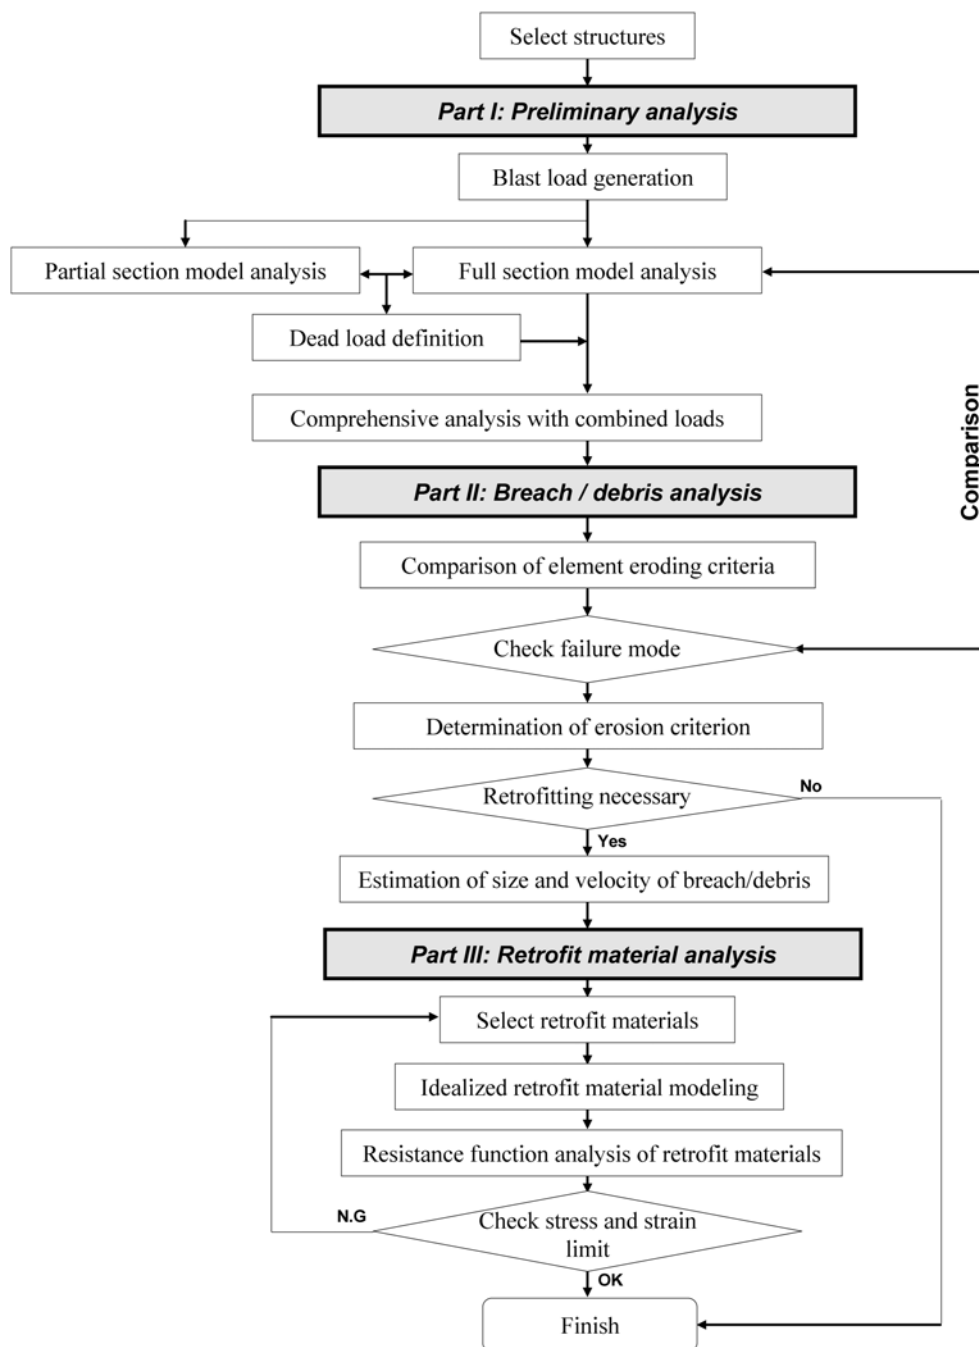 Select structures
Part I: Preliminary analysis
Blast load generation
Partial section model analysis
Full section model analysis
Dead load definition
Comprehensive analysis with combined loads
Comparison
Part II: Breach / debris analysis
Comparison of element eroding criteria
Check failure mode
Determination of erosion criterion
Retrofitting necessary
No
Yes
Estimation of size and velocity of breach/debris
Part III: Retrofit material analysis
Select retrofit materials
Idealized retrofit material modeling
Resistance function analysis of retrofit materials
N.G
Check stress and strain
limit
OK
Finish